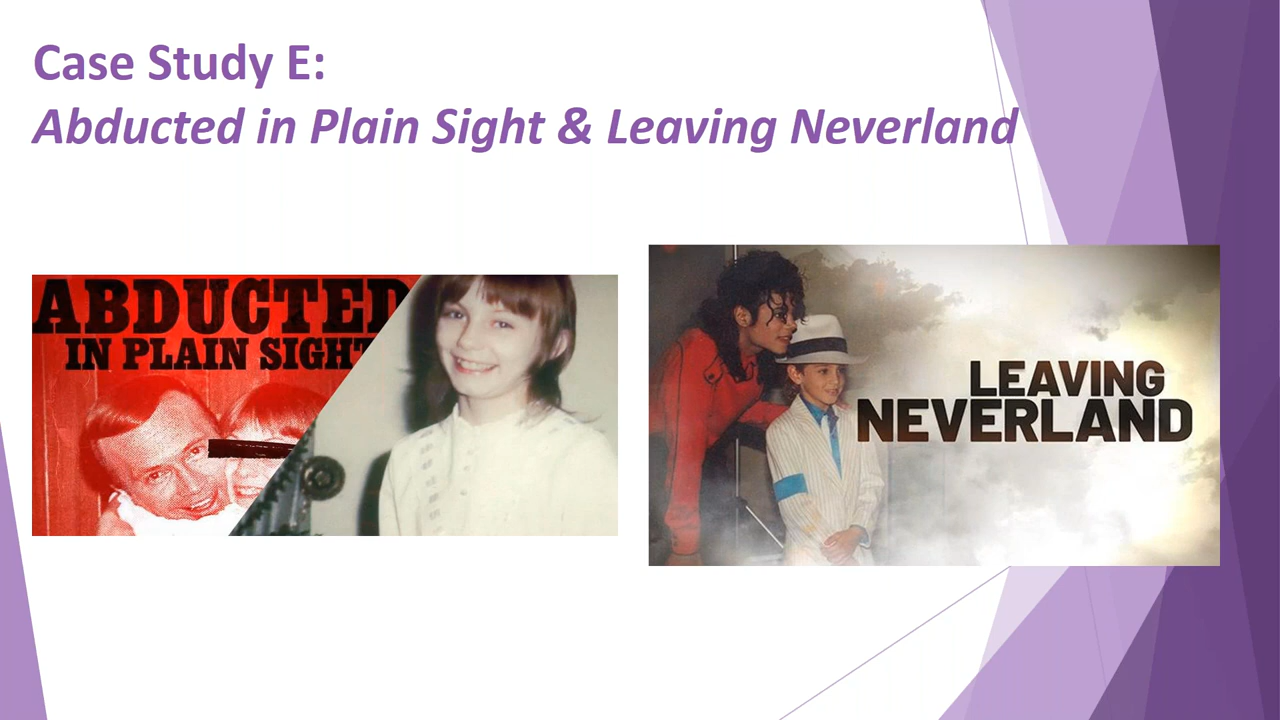 Case Study E:
Abducted in Plain Sight & Leaving Neverland
ABDUCTED
IN PLAIN SIGHT
LEAVING
NEVERLAND